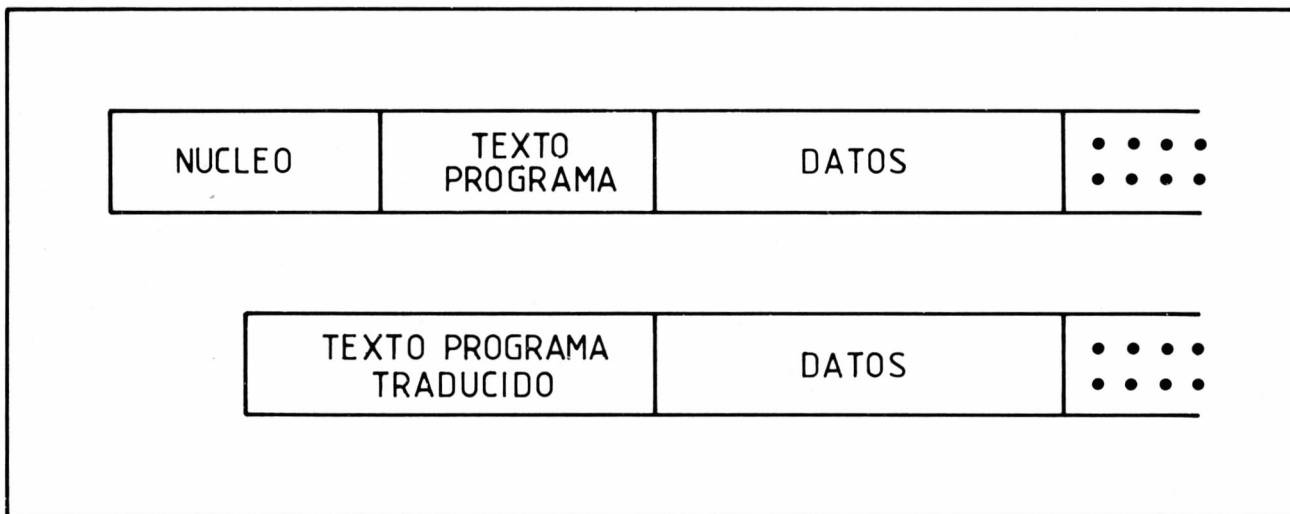 NUCLEO
TEXTO
PROGRAMA
DATOS
TEXTO PROGRAMA
TRADUCIDO
DATOS